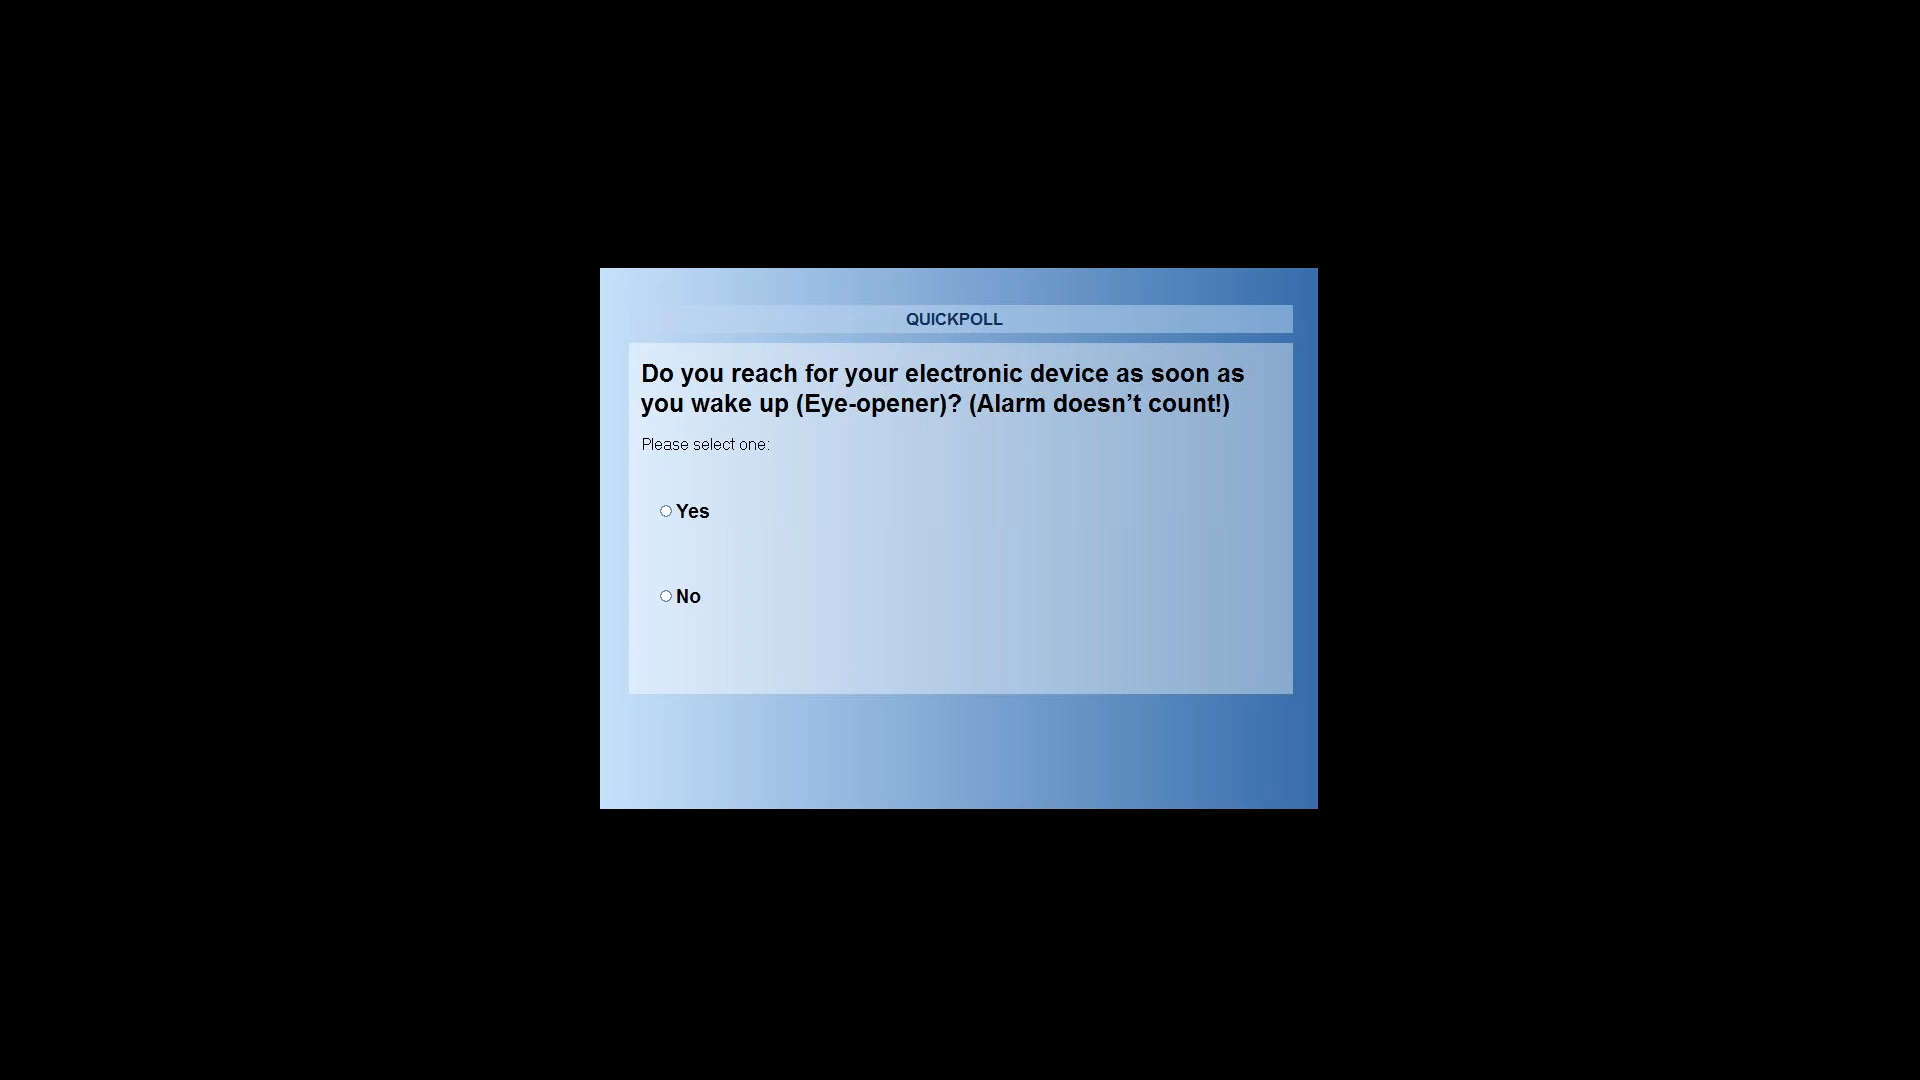 QUICKPOLL
Do you reach for your electronic device as soon as
you wake up (Eye-opener)? (Alarm doesn’t count!)
Please select one:
Yes
No